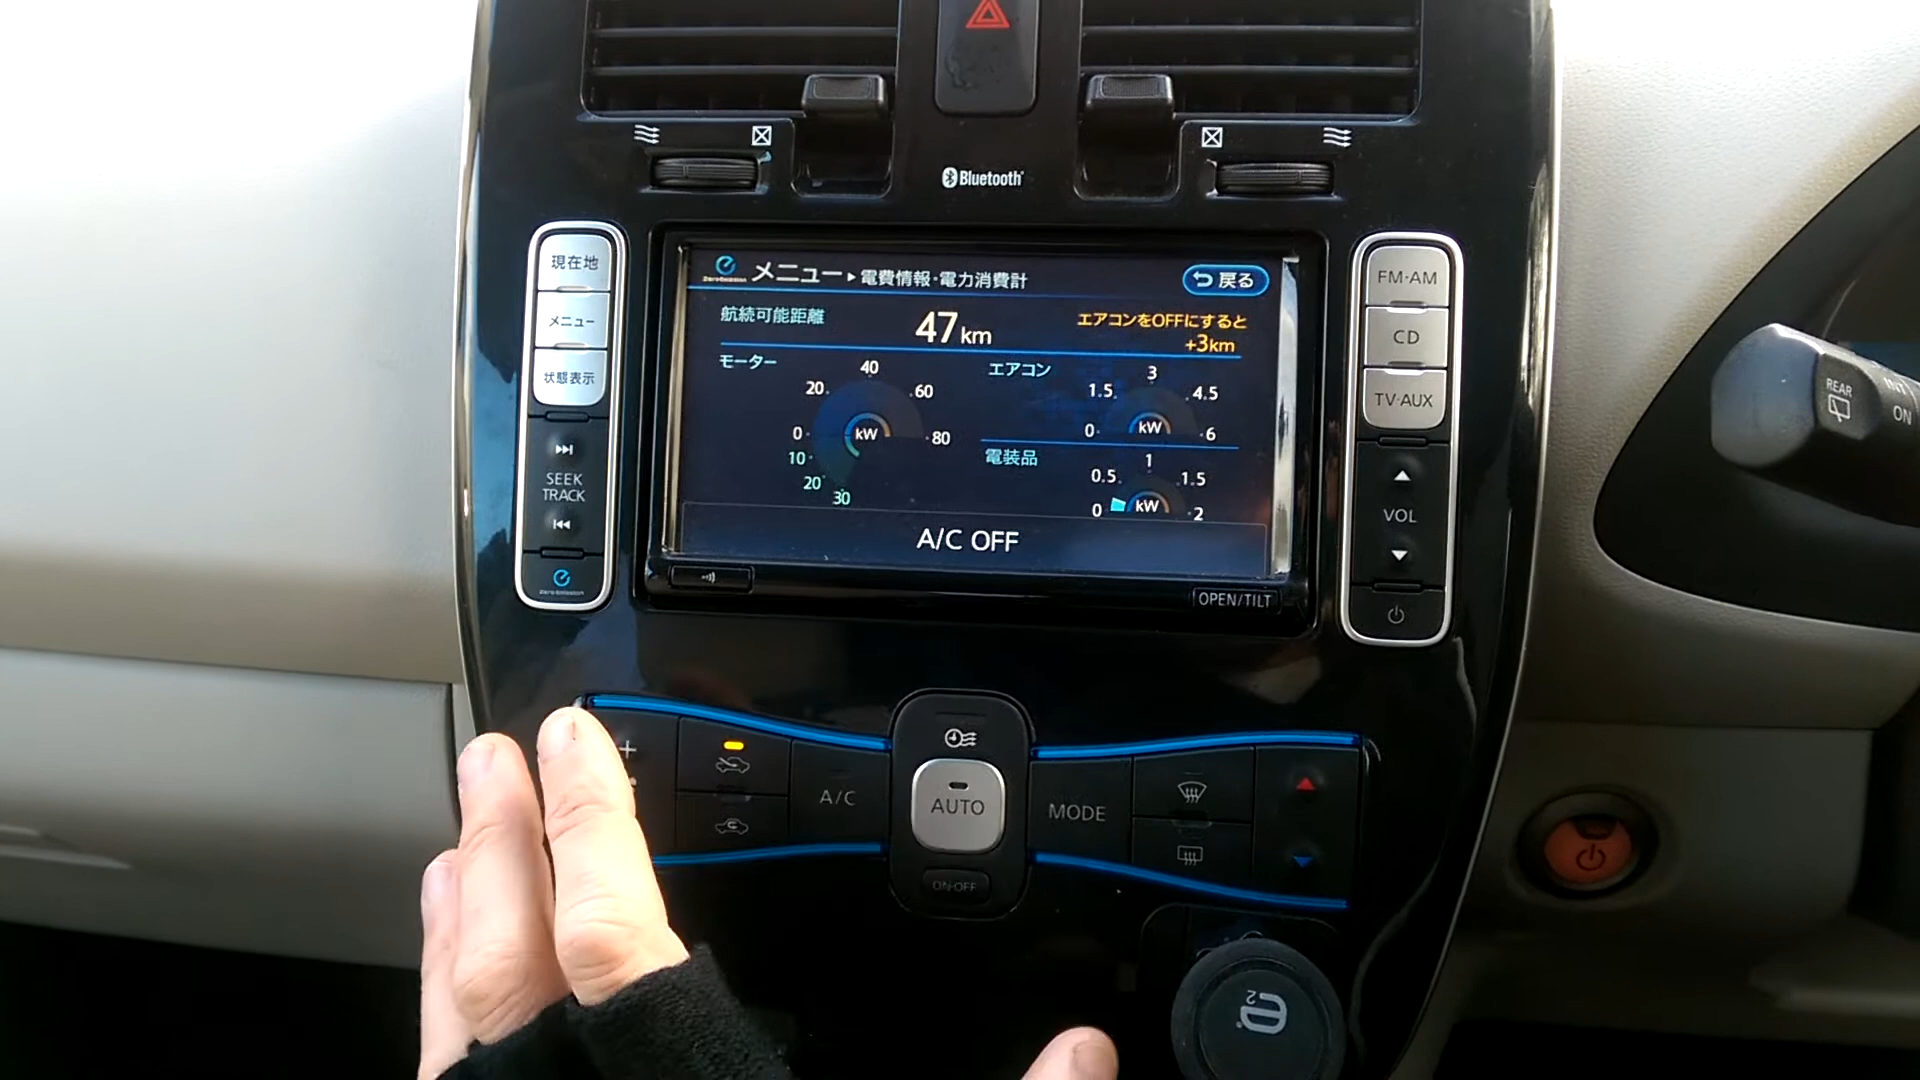 Bluetooth
現在地
メニュー
状態表示
SEEK
TRACK
Zero Emission
メニュー 電費情報・電力消費計
戻る
航続可能距離
47km
エアコンをOFFにすると
+3km
モーター
40
20
60
0
kW
80
10
20
30
エアコン
3
1.5
4.5
0
kW
6
電装品
1
0.5
1.5
0
kW
2
A/C OFF
OPEN/TILT
FM·AM
CD
TV·AUX
VOL
A/C
AUTO
ON·OFF
MODE
REAR
INT
ON